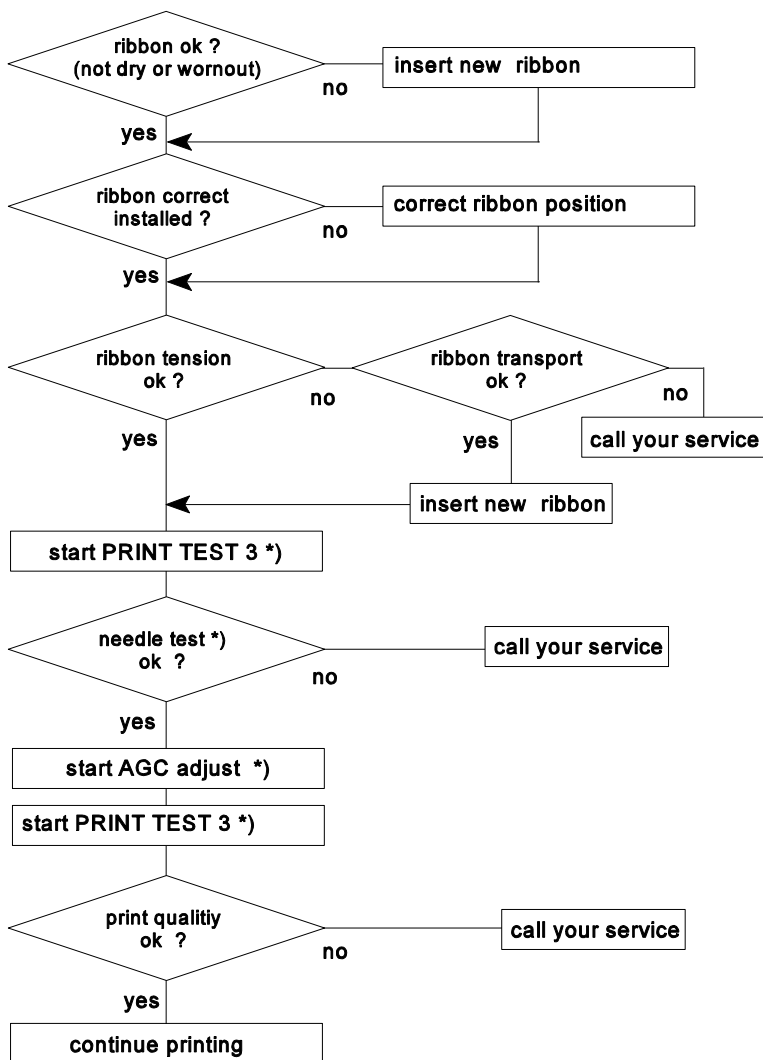 ribbon ok ?
(not dry or wornout)
no
insert new ribbon
yes
ribbon correct
installed ?
no
correct ribbon position
yes
ribbon tension
ok ?
no
ribbon transport
ok ?
no
call your service
yes
yes
insert new ribbon
start PRINT TEST 3 *)
needle test *)
ok ?
no
call your service
yes
start AGC adjust *)
start PRINT TEST 3 *)
print qualitiy
ok ?
no
call your service
yes
continue printing